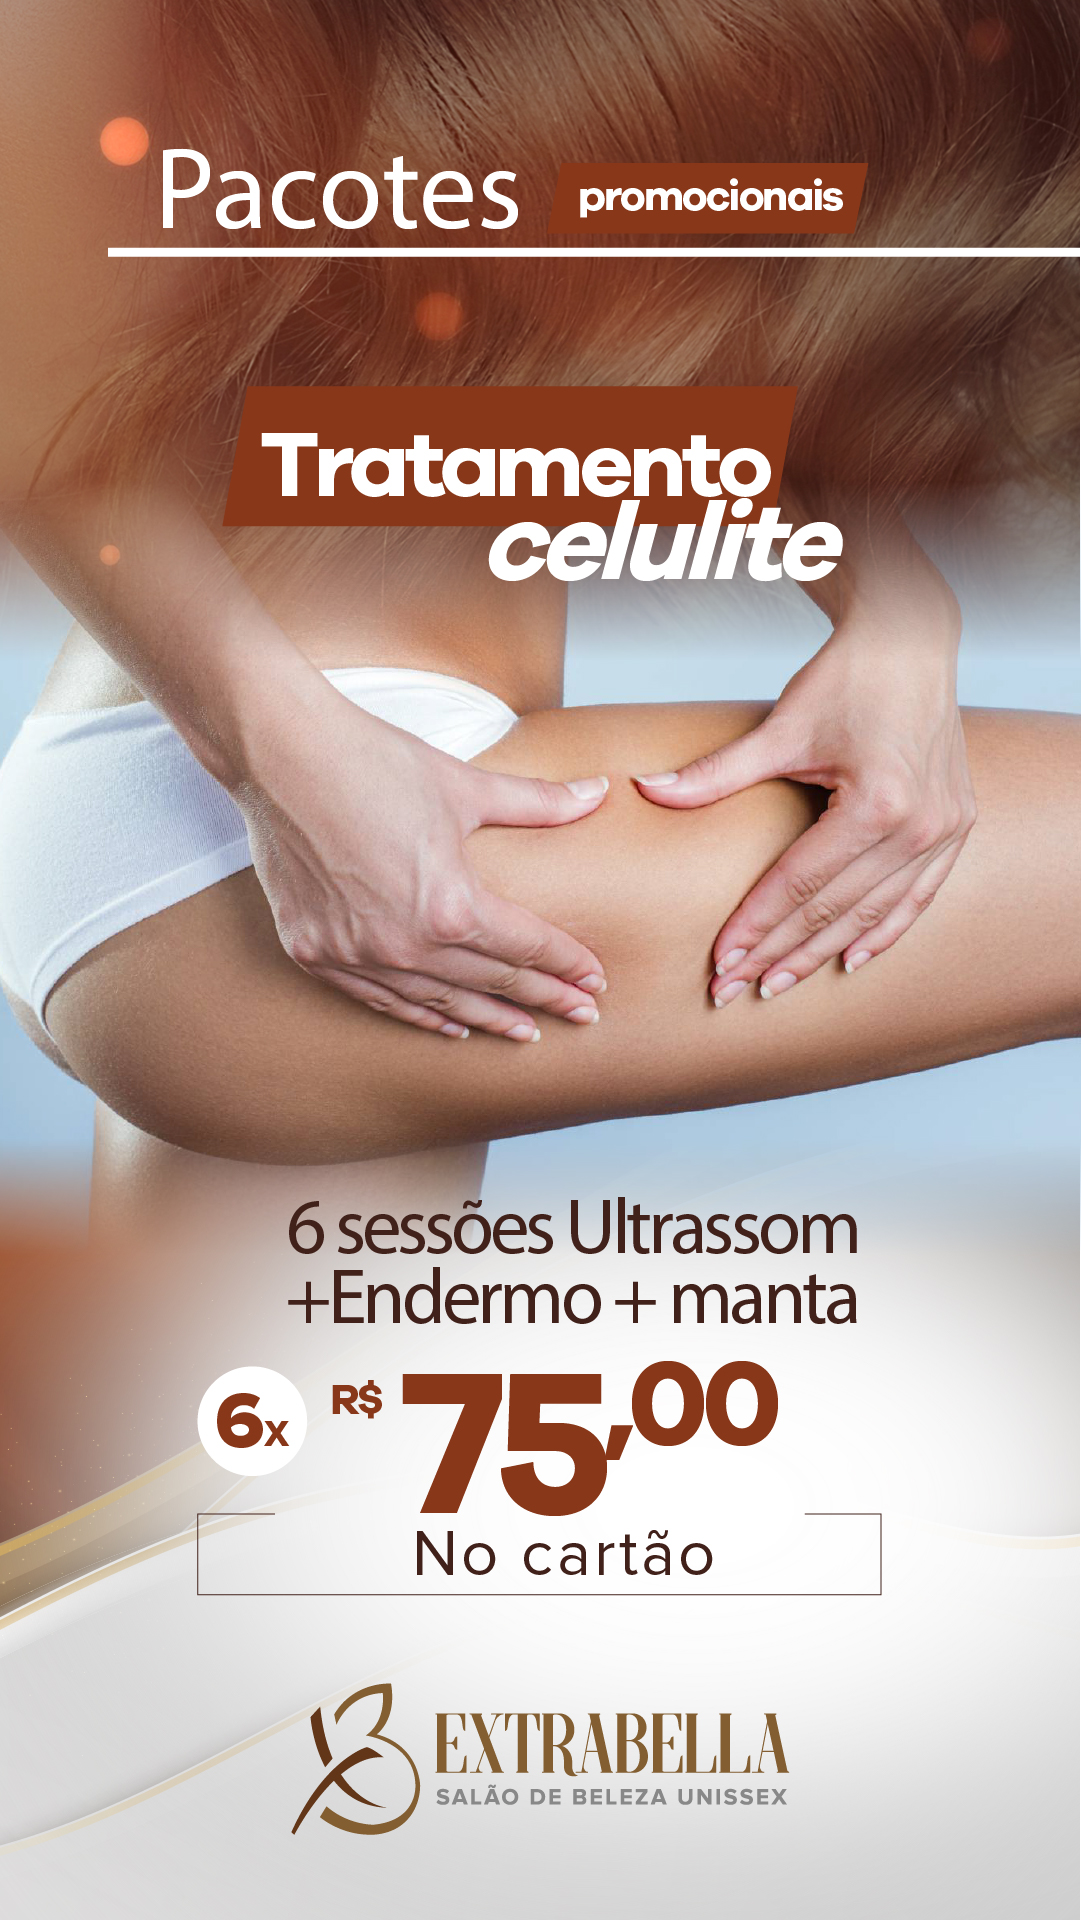 Pacotes promocionais
Tratamento
celulite
6 sessões Ultrassom
+Endermo + manta
6x R$ 75,00
No cartão
EXTRABELLA
SALÃO DE BELEZA UNISSEX